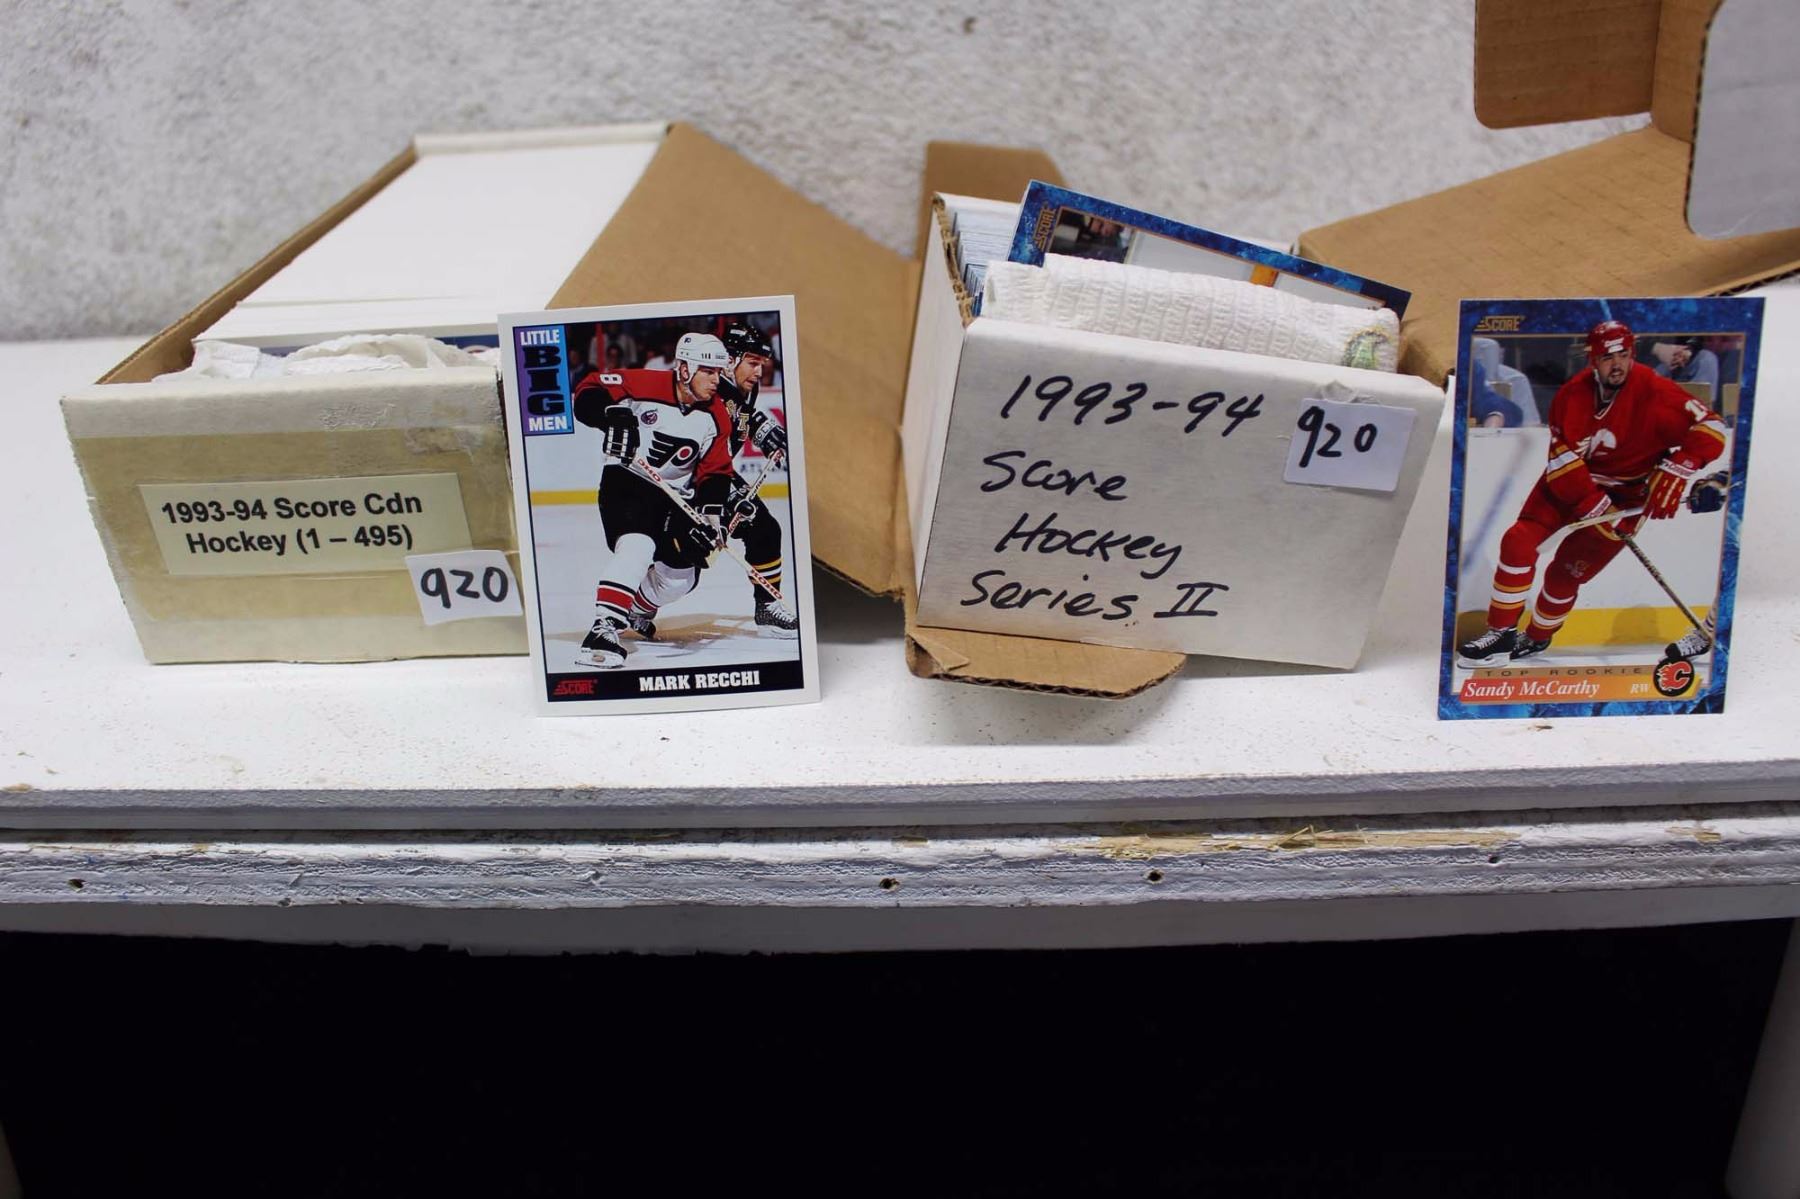 1993-94 Score Cdn
Hockey (1 – 495)
920
LITTLE
BIG
MEN
SCORE
MARK RECCHI
1993-94
Score
Hockey
Series II
920
SCORE
SCORE
TOP ROOKIE
Sandy McCarthy RW